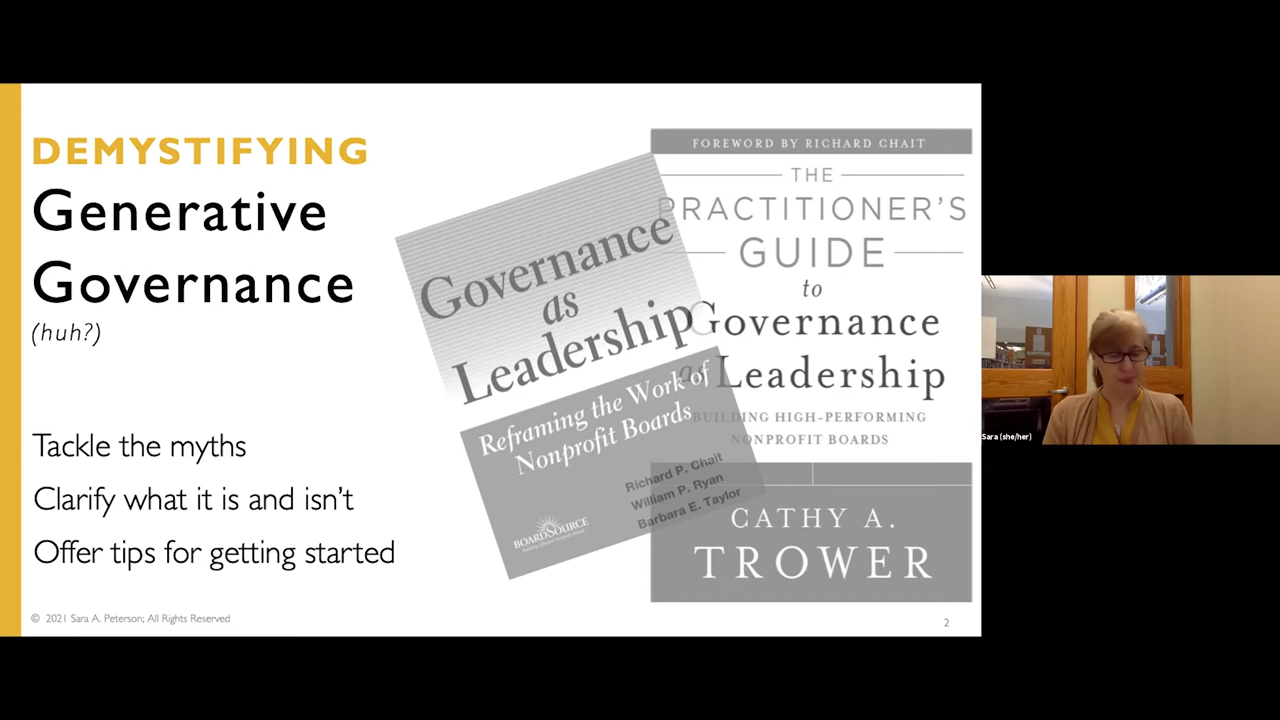 DEMYSTIFYING
Generative
Governance
(huh?)
Tackle the myths
Clarify what it is and isn't
Offer tips for getting started
© 2021 Sara A. Peterson; All Rights Reserved
Governance
as
Leadership
Reframing the Work of
Nonprofit Boards
Richard P. Chait
William P. Ryan
Barbara E. Taylor
BOARDSOURCE
FOREWORD BY RICHARD CHAIT
THE
PRACTITIONER'S
GUIDE
to
Governance
as Leadership
BUILDING HIGH-PERFORMING
NONPROFIT BOARDS
CATHY A.
TROWER
2
Sara (she/her)